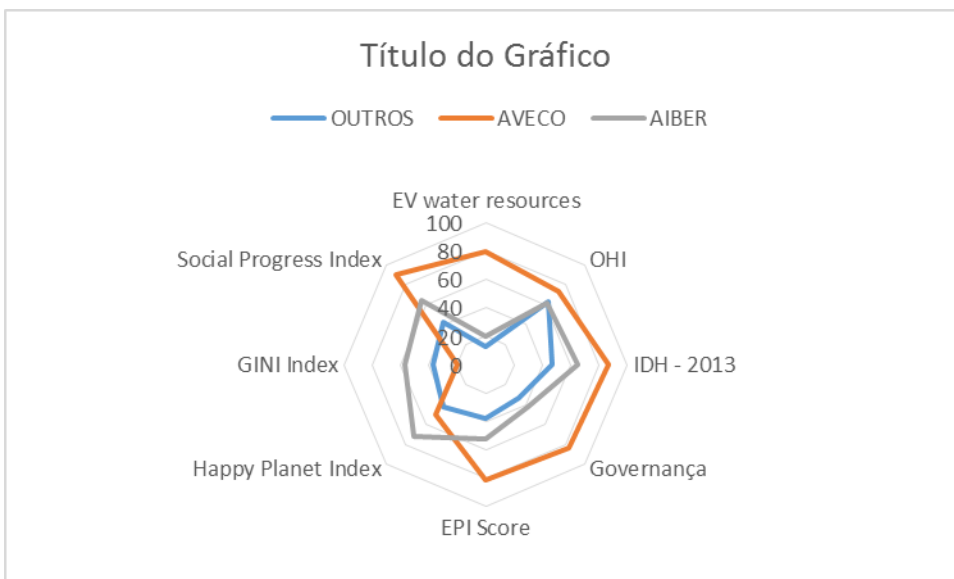 Título do Gráfico
OUTROS AVECO AIBER
EV water resources
100
80
60
40
20
0
OHI
IDH - 2013
Governança
EPI Score
Happy Planet Index
GINI Index
Social Progress Index